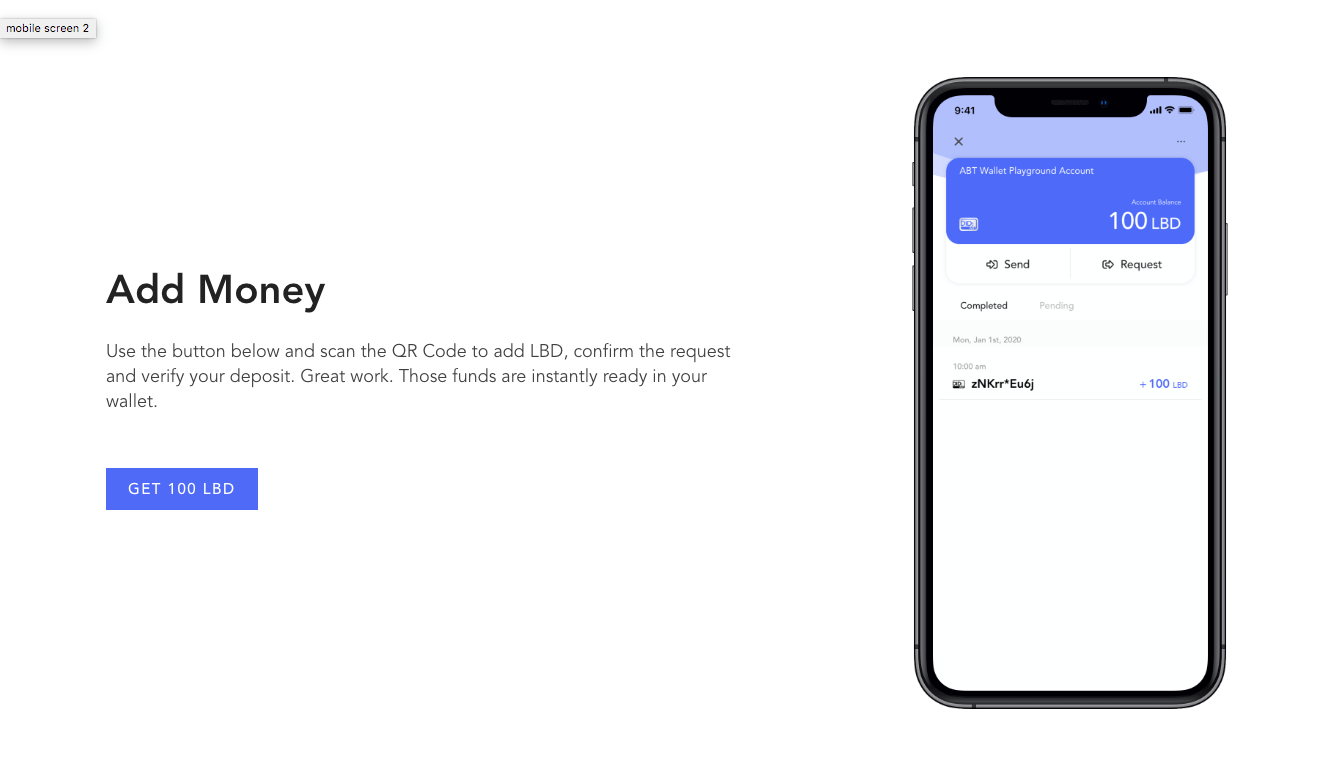 mobile screen 2
Add Money
Use the button below and scan the QR Code to add LBD, confirm the request
and verify your deposit. Great work. Those funds are instantly ready in your
wallet.
GET 100 LBD
9:41
ABT Wallet Playground Account
Account Balance
100 LBD
Send Request
Completed Pending
Mon, Jan 1st, 2020
10:00 am
zNKrr*Eu6j +100 LBD